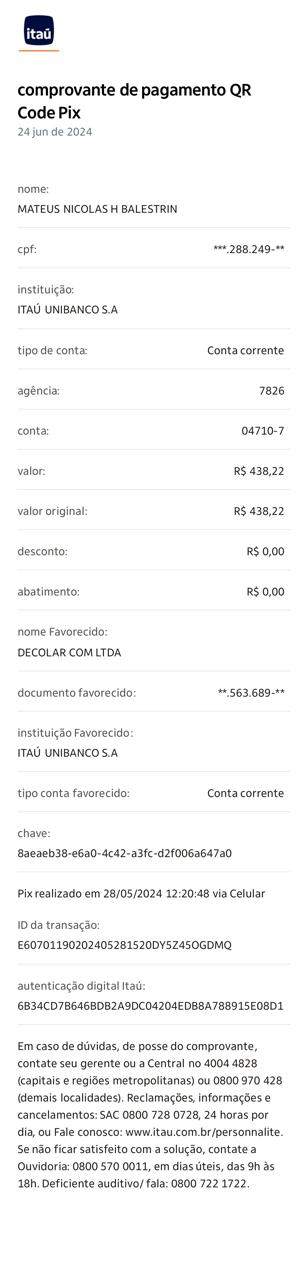 itaú
comprovante de pagamento QR
Code Pix
24 jun de 2024
nome:
MATEUS NICOLAS H BALESTRIN
cpf: ***.288.249-**
instituição:
ITAÚ UNIBANCO S.A
tipo de conta: Conta corrente
agência: 7826
conta: 04710-7
valor: R$ 438,22
valor original: R$ 438,22
desconto: R$ 0,00
abatimento: R$ 0,00
nome Favorecido:
DECOLAR COM LTDA
documento favorecido: **.563.689-**
instituição Favorecido:
ITAÚ UNIBANCO S.A
tipo conta favorecido: Conta corrente
chave:
8aeaeb38-e6a0-4c42-a3fc-d2f006a647a0
Pix realizado em 28/05/2024 12:20:48 via Celular
ID da transação:
E60701190202405281520DY5Z45OGDMQ
autenticação digital Itaú:
6B34CD7B646BDB2A9DC04204EDB8A788915E08D1
Em caso de dúvidas, de posse do comprovante,
contate seu gerente ou a Central no 4004 4828
(capitais e regiões metropolitanas) ou 0800 970 428
(demais localidades). Reclamações, informações e
cancelamentos: SAC 0800 728 0728, 24 horas por
dia, ou Fale conosco: www.itau.com.br/personnalite.
Se não ficar satisfeito com a solução, contate a
Ouvidoria: 0800 570 0011, em dias úteis, das 9h às
18h. Deficiente auditivo/ fala: 0800 722 1722.